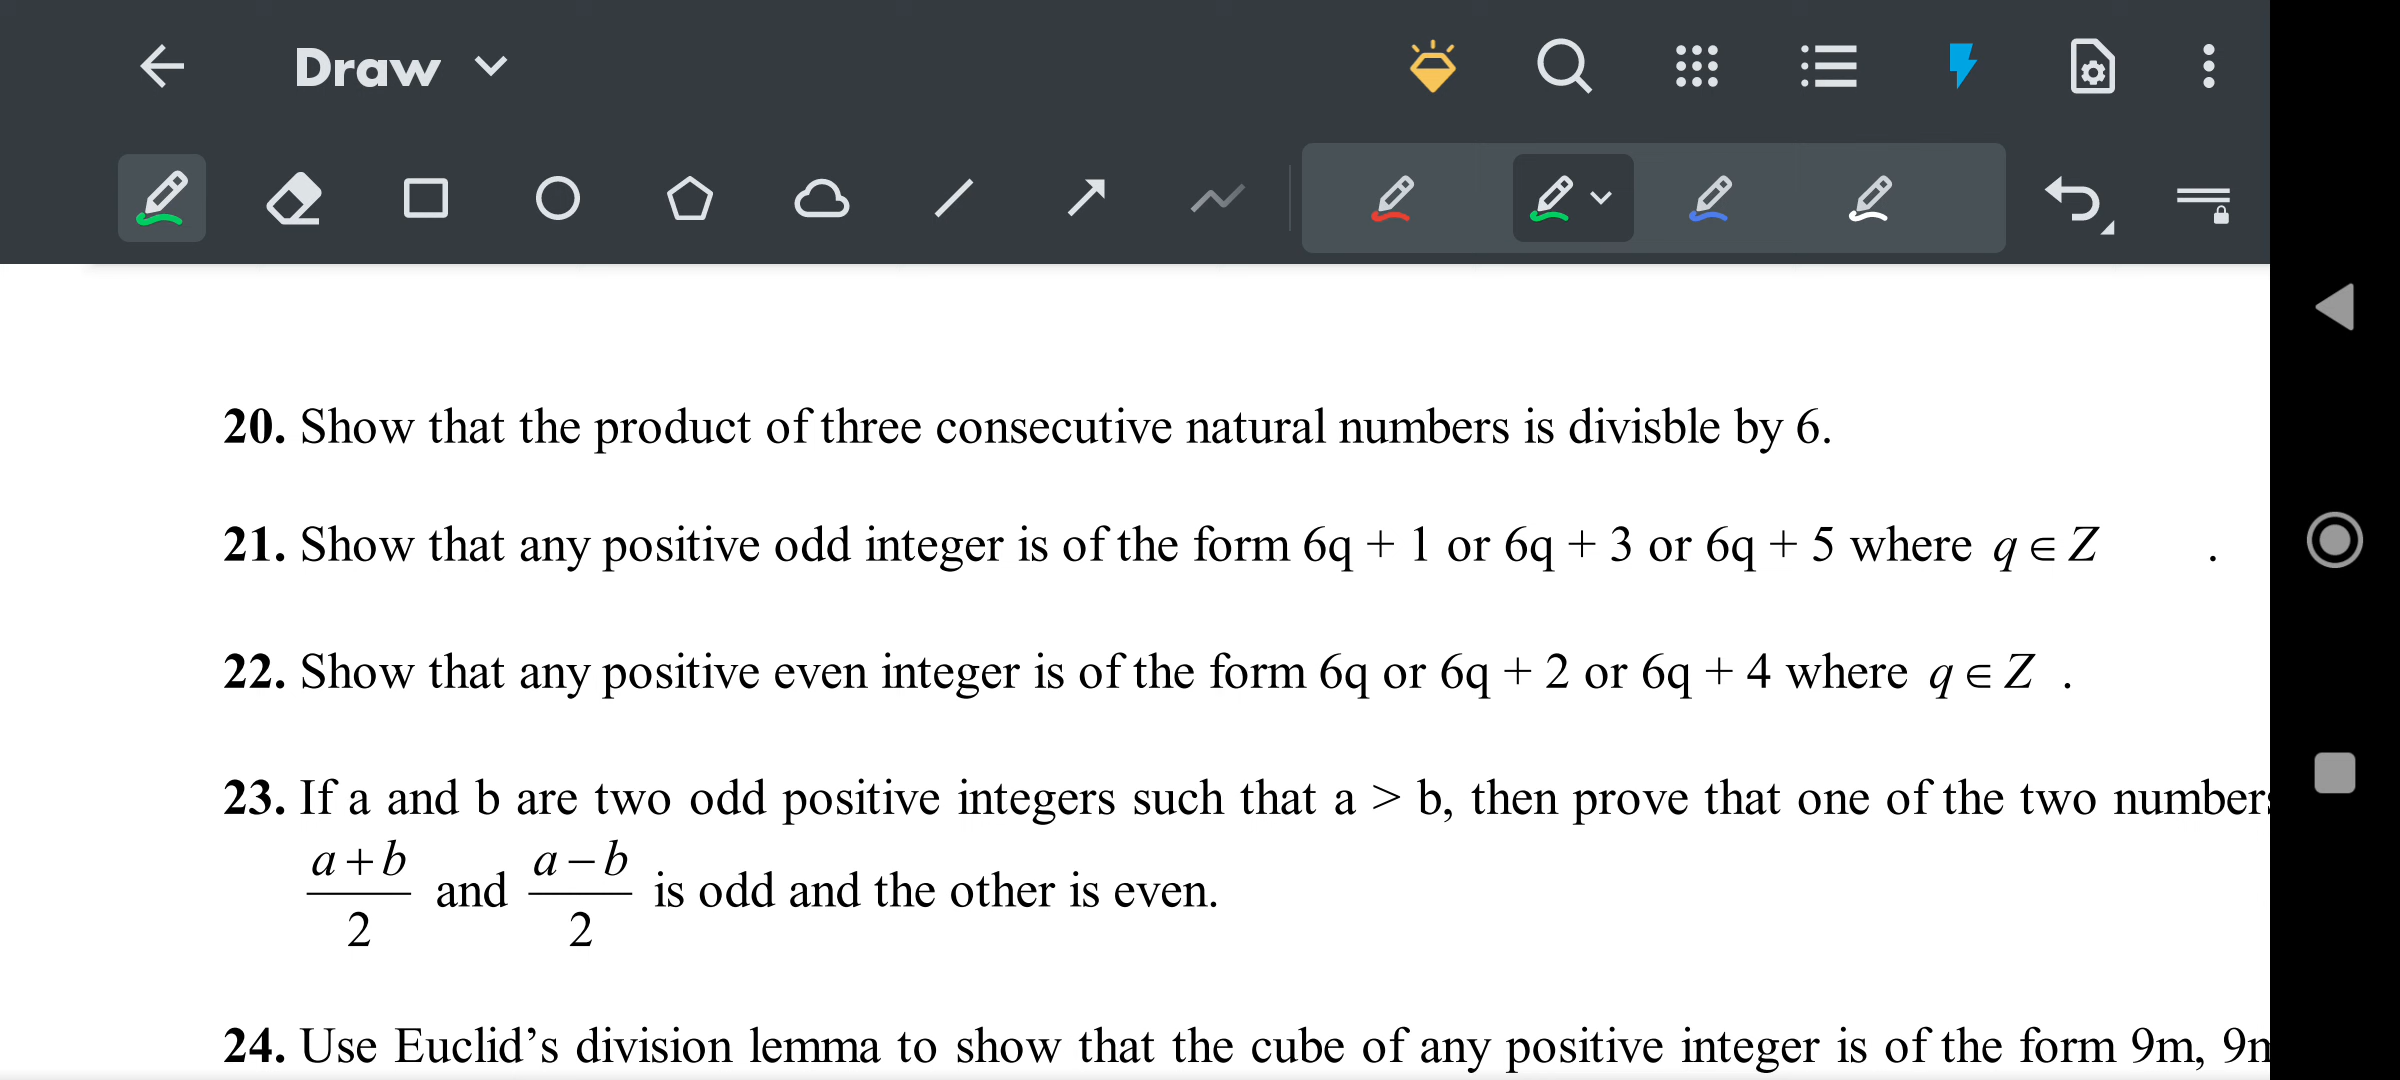 Draw
20. Show that the product of three consecutive natural numbers is divisble by 6.
21. Show that any positive odd integer is of the form 6q + 1 or 6q + 3 or 6q + 5 where q ∈ Z .
22. Show that any positive even integer is of the form 6q or 6q + 2 or 6q + 4 where q ∈ Z .
23. If a and b are two odd positive integers such that a > b, then prove that one of the two numbers
a+b/2 and a−b/2 is odd and the other is even.
24. Use Euclid’s division lemma to show that the cube of any positive integer is of the form 9m,